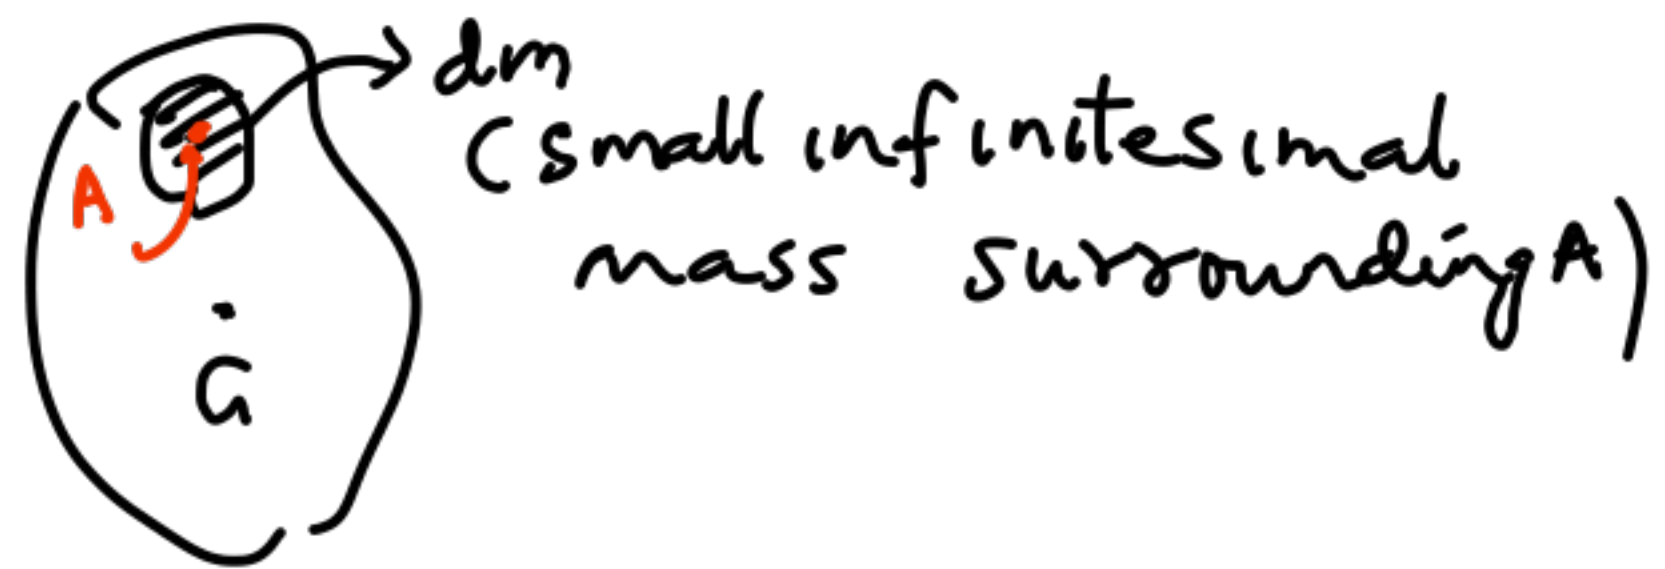 dm
(small infinitesimal
mass surrounding A)
A
G